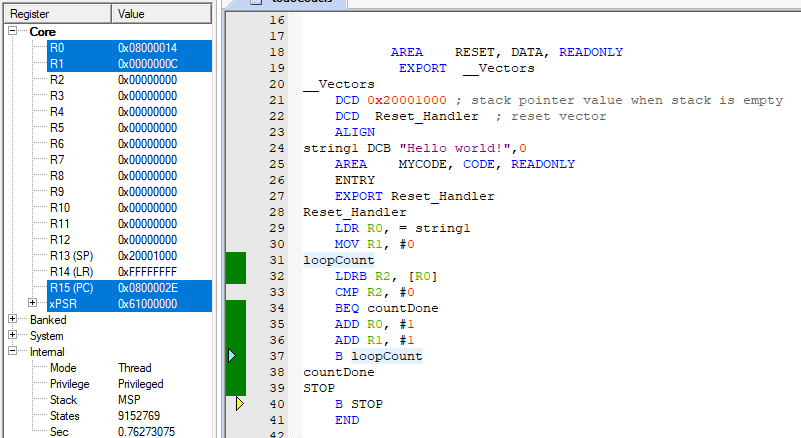 Register Value
Core
R0 0x08000014
R1 0x0000000C
R2 0x00000000
R3 0x00000000
R4 0x00000000
R5 0x00000000
R6 0x00000000
R7 0x00000000
R8 0x00000000
R9 0x00000000
R10 0x00000000
R11 0x00000000
R12 0x00000000
R13 (SP) 0x20001000
R14 (LR) 0xFFFFFFFF
R15 (PC) 0x0800002E
xPSR 0x61000000
Banked
System
Internal
Mode Thread
Privilege Privileged
Stack MSP
States 9152769
Sec 0.76273075
16
17
18 AREA RESET, DATA, READONLY
19 EXPORT __Vectors
20 __Vectors
21 DCD 0x20001000 ; stack pointer value when stack is empty
22 DCD Reset_Handler ; reset vector
23 ALIGN
24 string1 DCB "Hello world!",0
25 AREA MYCODE, CODE, READONLY
26 ENTRY
27 EXPORT Reset_Handler
28 Reset_Handler
29 LDR R0, = string1
30 MOV R1, #0
31 loopCount
32 LDRB R2, [R0]
33 CMP R2, #0
34 BEQ countDone
35 ADD R0, #1
36 ADD R1, #1
37 B loopCount
38 countDone
39 STOP
40 B STOP
41 END
42